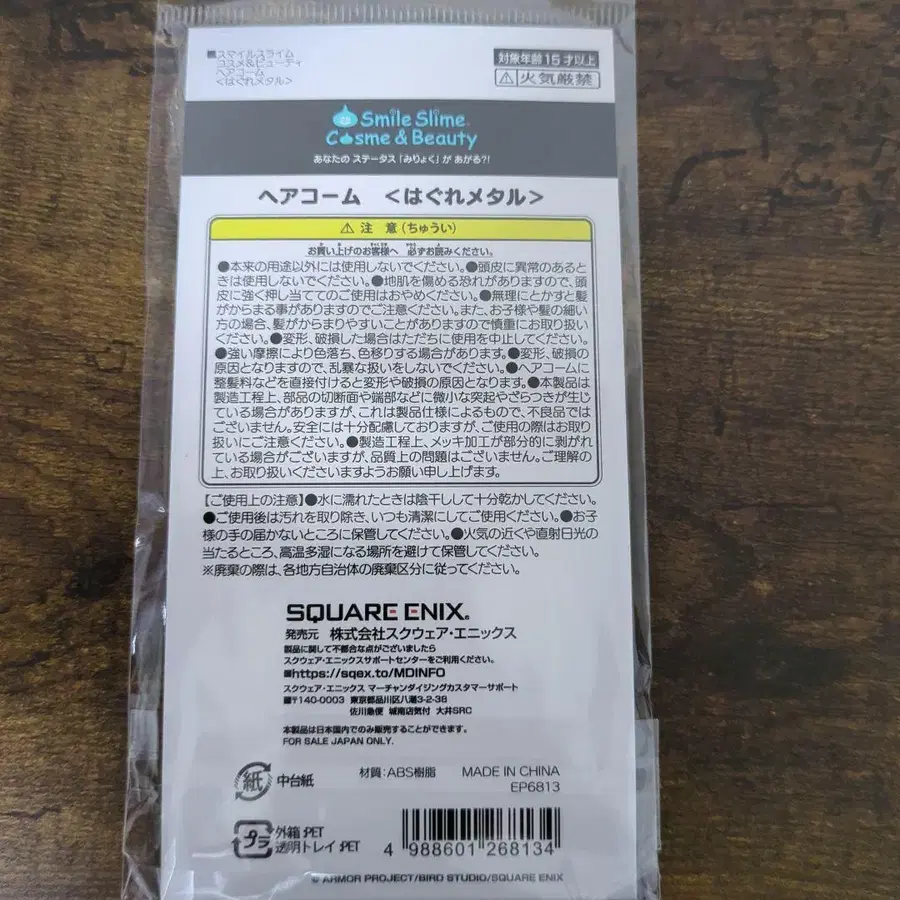 ■スマイルスライム
コスメ&ビューティ
ヘアコーム
<はぐれメタル>
対象年齢15才以上
⚠火気厳禁
Smile Slime®
Cosme & Beauty
あなたの ステータス「みりょく」が あがる?!
ヘアコーム <はぐれメタル>
⚠ 注 意(ちゅうい)
お買い上げのお客様へ 必ずお読みください。
●本来の用途以外には使用しないでください。●頭皮に異常のあると
きは使用しないでください。●地肌を傷める恐れがありますので、頭
皮に強く押し当ててのご使用はおやめください。●無理にとかすと髪
がからまる事がありますのでご注意ください。また、お子様や髪の細い
方の場合、髪がからまりやすいことがありますので慎重にお取り扱い
ください。●変形、破損した場合はただちに使用を中止してください。
●強い摩擦により色落ち、色移りする場合があります。●変形、破損の
原因となりますので、乱暴な扱いをしないでください。●ヘアコームに
整髪料などを直接付けると変形や破損の原因となります。●本製品は
製造工程上、部品の切断面や端部などに微小な突起やざらつきが生じ
ている場合がありますが、これは製品仕様によるもので、不良品では
ございません。安全には十分配慮しておりますが、ご使用の際はお取り
扱いにご注意ください。●製造工程上、メッキ加工が部分的に剥がれ
ている場合がございますが、品質上の問題はございません。ご理解の
上、お取り扱いくださいますようお願い申し上げます。
【ご使用上の注意】●水に濡れたときは陰干しして十分乾かしてください。
●ご使用後は汚れを取り除き、いつも清潔にしてご使用ください。●お子
様の手の届かないところに保管してください。●火気の近くや直射日光の
当たるところ、高温多湿になる場所を避けて保管してください。
※廃棄の際は、各地方自治体の廃棄区分に従ってください。
SQUARE ENIX®
発売元 株式会社スクウェア・エニックス
製品に関して不都合な点がございましたら
スクウェア・エニックスサポートセンターをご利用ください。
■https://sqex.to/MDINFO
スクウェア・エニックス マーチャンダイジングカスタマーサポート
■〒140-0003 東京都品川区八潮3-2-38
佐川急便 城南店気付 大井SRC
本製品は日本国内でのみ販売することができます。
FOR SALE JAPAN ONLY.
紙 中台紙
材質:ABS樹脂 MADE IN CHINA
EP6813
プラ 外箱:PET
透明トレイ:PET
4 988601 268134
© ARMOR PROJECT/BIRD STUDIO/SQUARE ENIX